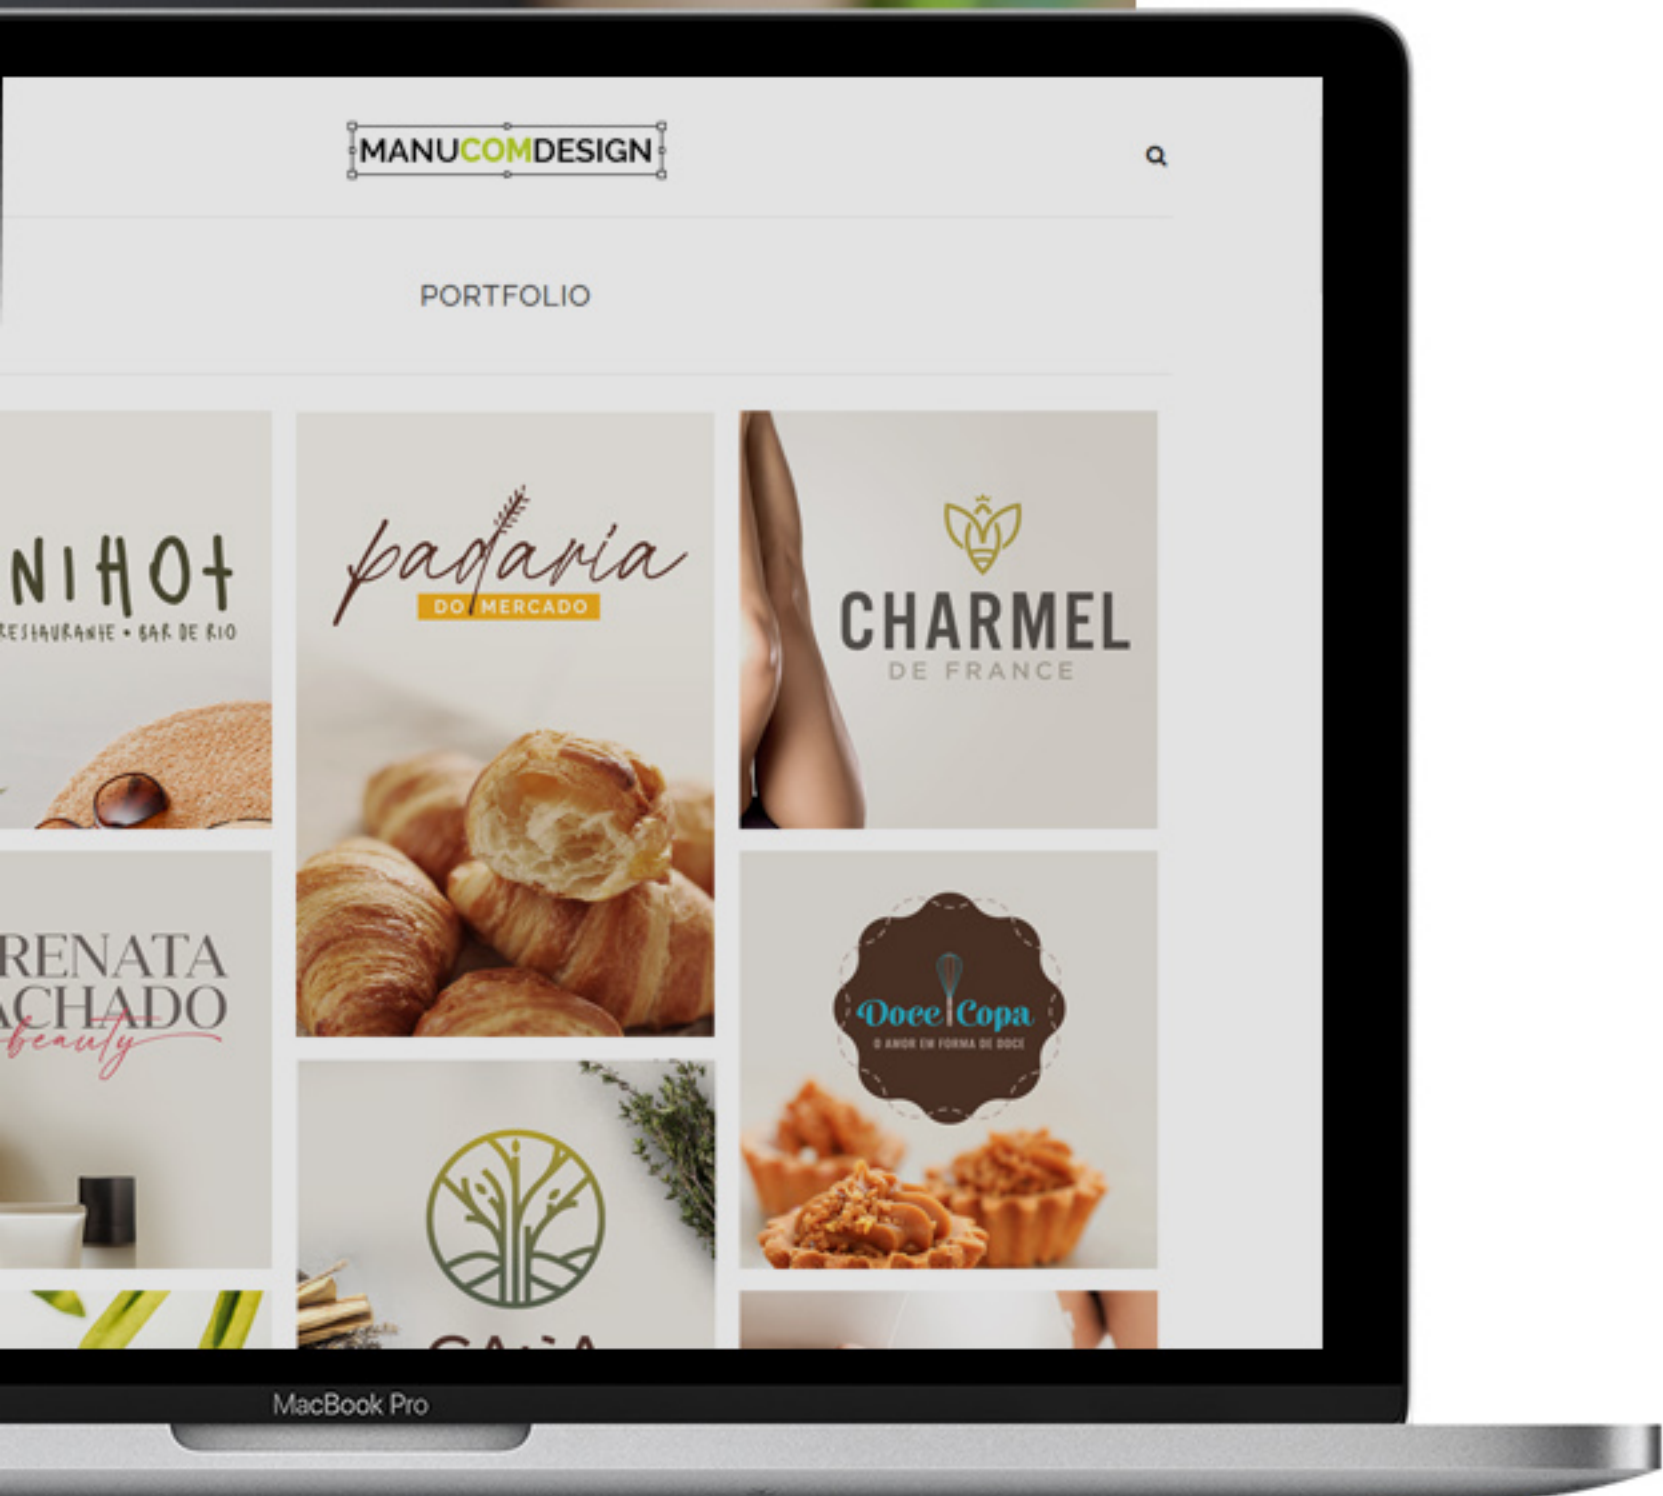 MANUCOMDESIGN
PORTFOLIO
NIHOt
RESTAURANTE • BAR DE RIO
padaria
DO MERCADO
CHARMEL
DE FRANCE
RENATA
ACHADO
beauty
Doce Copa
O AMOR EM FORMA DE DOCE
MacBook Pro